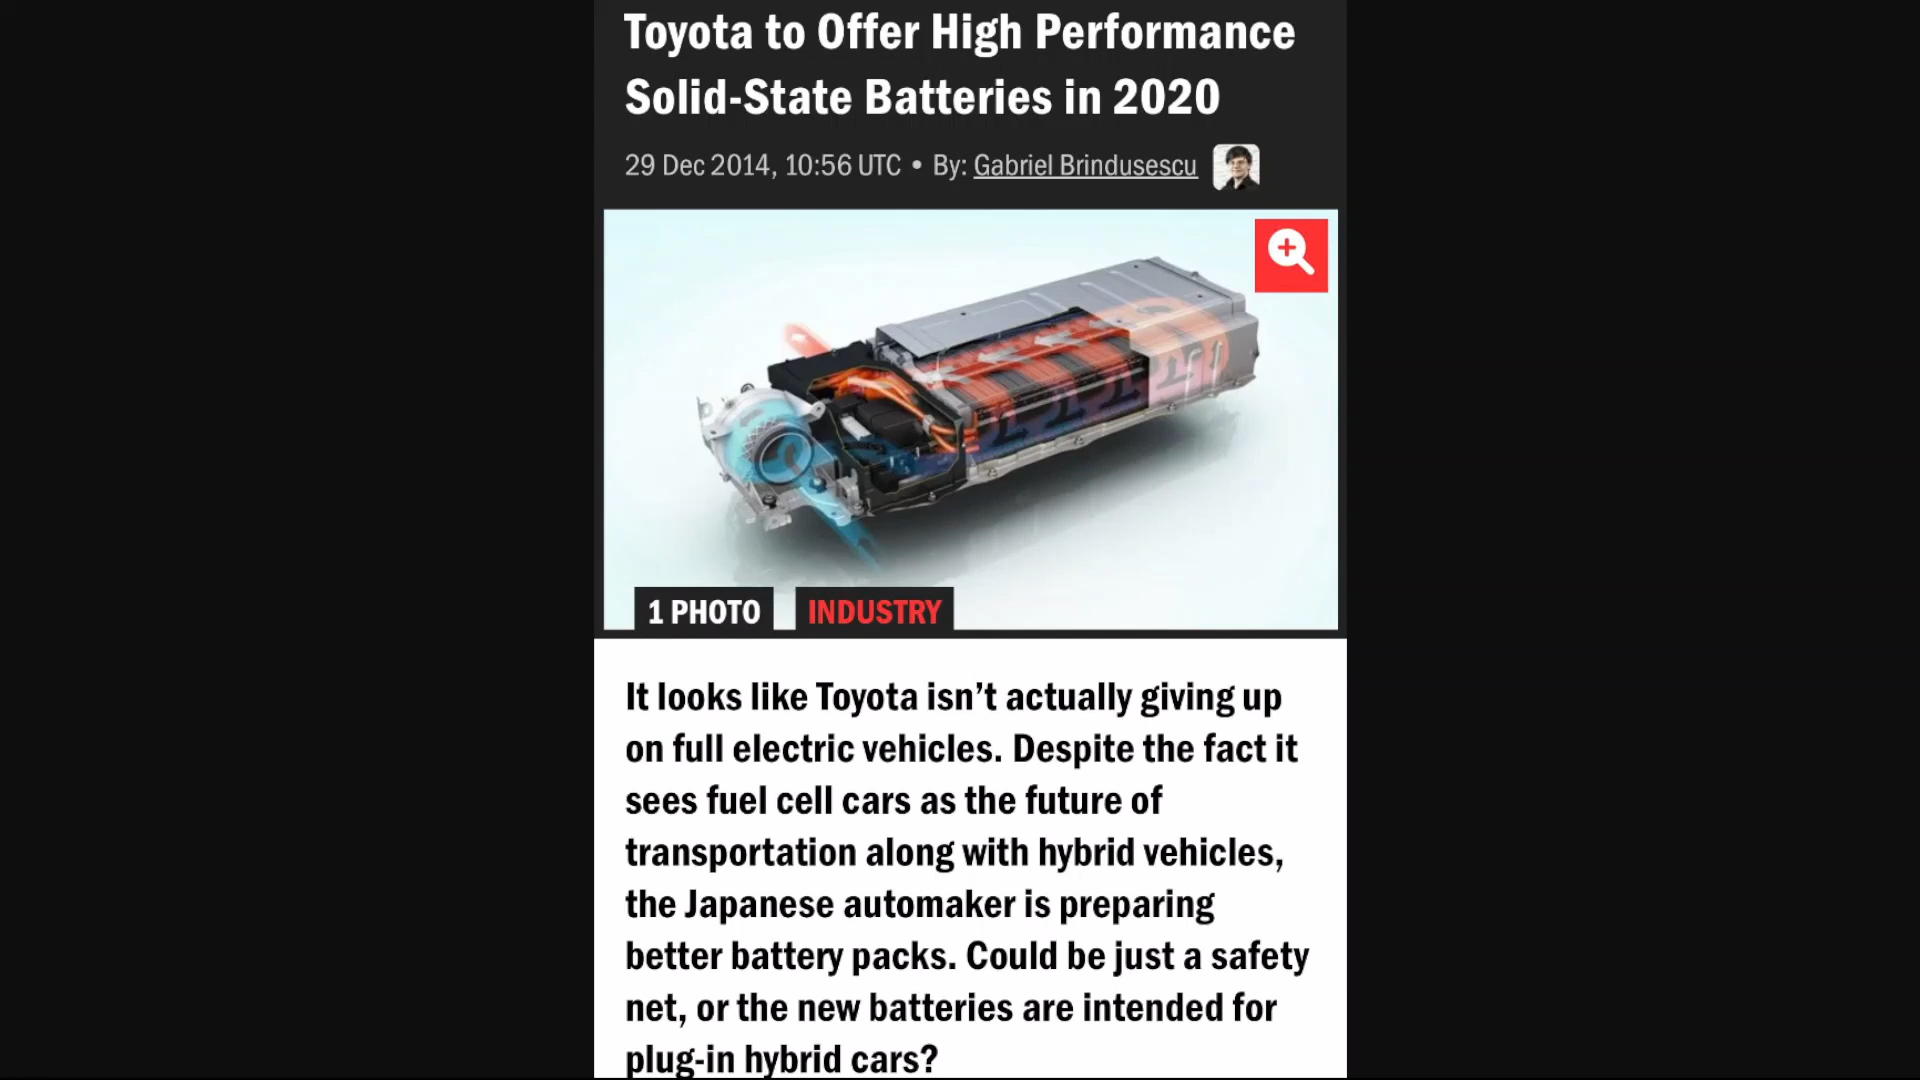 Toyota to Offer High Performance
Solid-State Batteries in 2020
29 Dec 2014, 10:56 UTC • By: Gabriel Brindusescu
1 PHOTO INDUSTRY
It looks like Toyota isn’t actually giving up
on full electric vehicles. Despite the fact it
sees fuel cell cars as the future of
transportation along with hybrid vehicles,
the Japanese automaker is preparing
better battery packs. Could be just a safety
net, or the new batteries are intended for
plug-in hybrid cars?